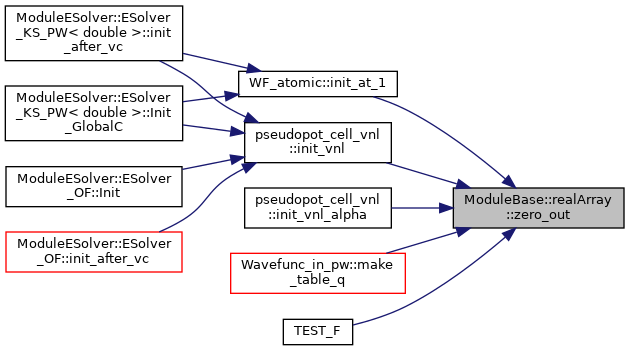 ModuleESolver::ESolver
_KS_PW< double >::init
_after_vc
ModuleESolver::ESolver
_KS_PW< double >::Init
_GlobalC
ModuleESolver::ESolver
_OF::Init
ModuleESolver::ESolver
_OF::init_after_vc
WF_atomic::init_at_1
pseudopot_cell_vnl
::init_vnl
pseudopot_cell_vnl
::init_vnl_alpha
Wavefunc_in_pw::make
_table_q
TEST_F
ModuleBase::realArray
::zero_out